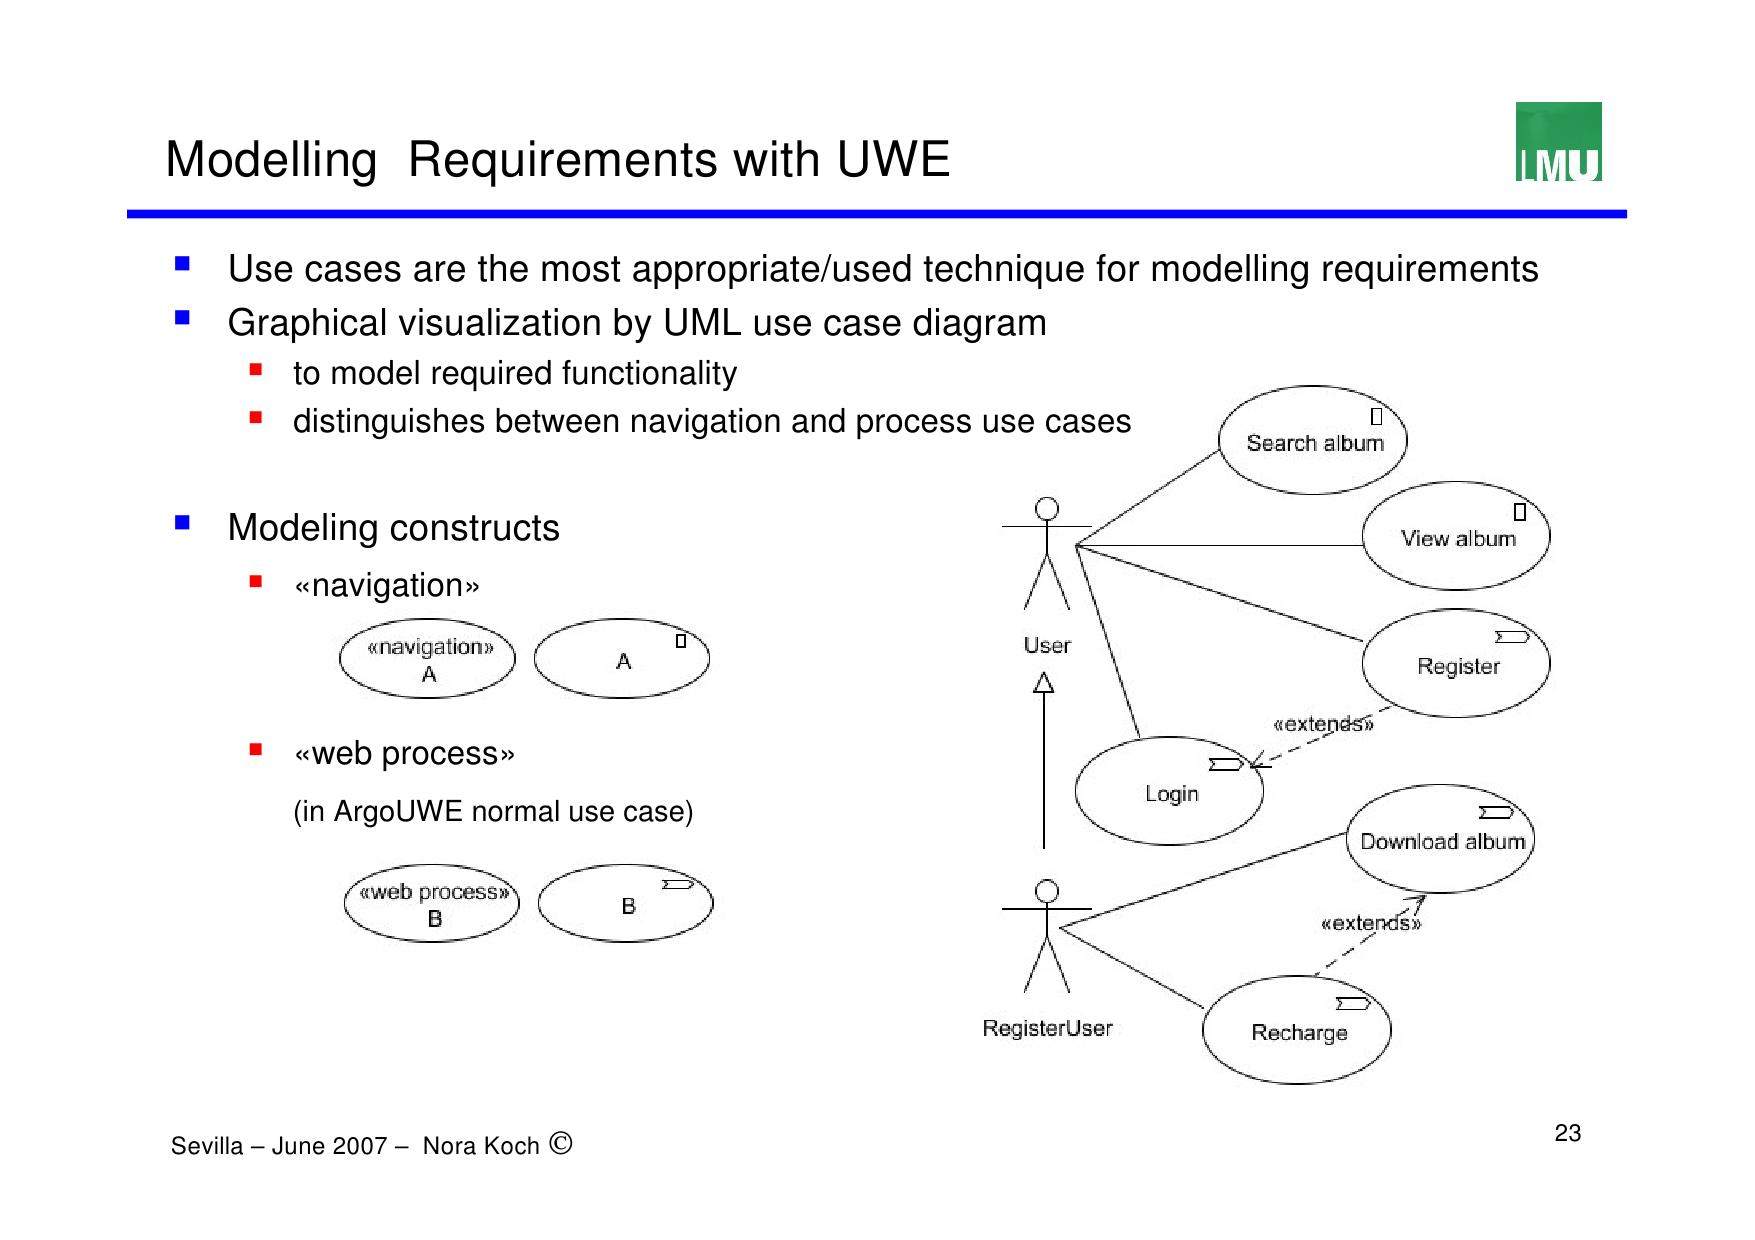 Modelling Requirements with UWE
LMU
Use cases are the most appropriate/used technique for modelling requirements
Graphical visualization by UML use case diagram
to model required functionality
distinguishes between navigation and process use cases
Modeling constructs
«navigation»
«navigation»
A
A
«web process»
(in ArgoUWE normal use case)
«web process»
B
B
Search album
View album
User
Register
«extends»
Login
Download album
«extends»
RegisterUser
Recharge
Sevilla – June 2007 – Nora Koch ©
23